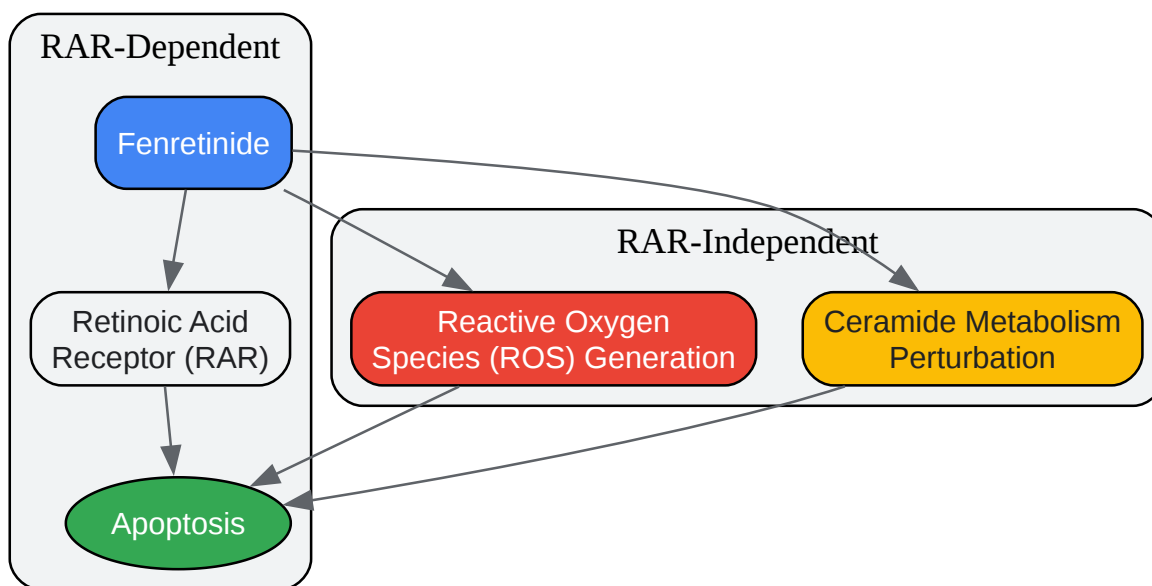 RAR-Dependent
Fenretinide
RAR-Independent
Retinoic Acid
Receptor (RAR)
Reactive Oxygen
Species (ROS) Generation
Ceramide Metabolism
Perturbation
Apoptosis